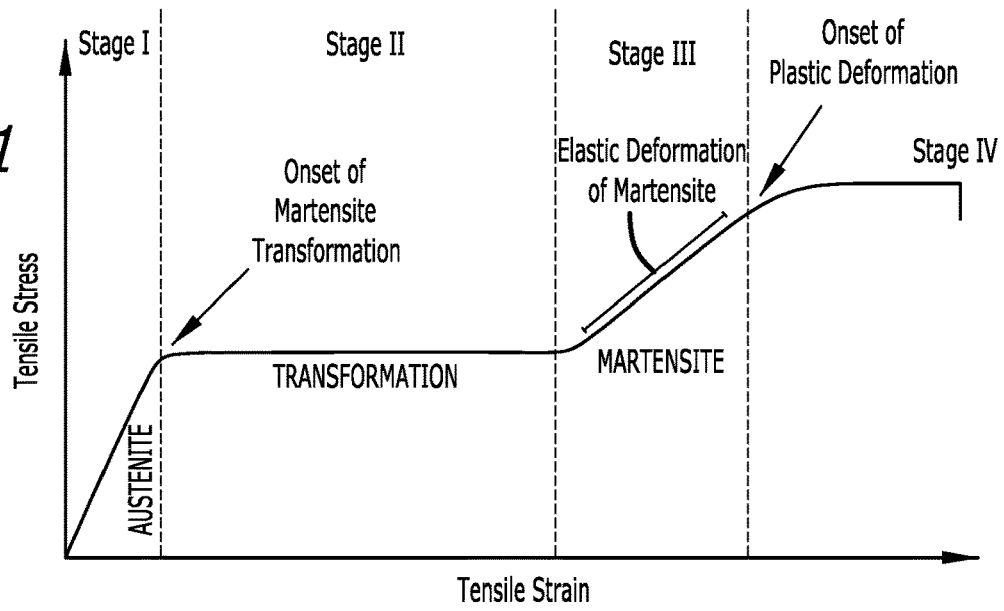 Stage I
Stage II
Stage III
Onset of
Plastic Deformation
Stage IV
Elastic Deformation
of Martensite
Onset of
Martensite
Transformation
Tensile Stress
AUSTENITE
TRANSFORMATION
MARTENSITE
Tensile Strain